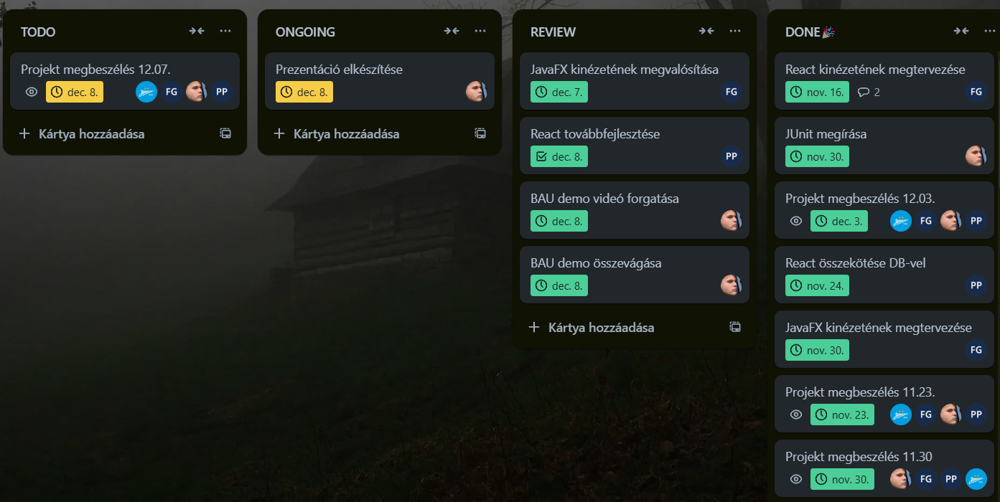 TODO
Projekt megbeszélés 12.07.
dec. 8.
FG
PP
Kártya hozzáadása
ONGOING
Prezentáció elkészítése
dec. 8.
Kártya hozzáadása
REVIEW
JavaFX kinézetének megvalósítása
dec. 7.
FG
React továbbfejlesztése
dec. 8.
PP
BAU demo videó forgatása
dec. 8.
BAU demo összevágása
dec. 8.
Kártya hozzáadása
DONE🎉
React kinézetének megtervezése
nov. 16.
2
FG
JUnit megírása
nov. 30.
Projekt megbeszélés 12.03.
dec. 3.
FG
PP
React összekötése DB-vel
nov. 24.
PP
JavaFX kinézetének megtervezése
nov. 30.
FG
Projekt megbeszélés 11.23.
nov. 23.
FG
PP
Projekt megbeszélés 11.30
nov. 30.
FG
PP